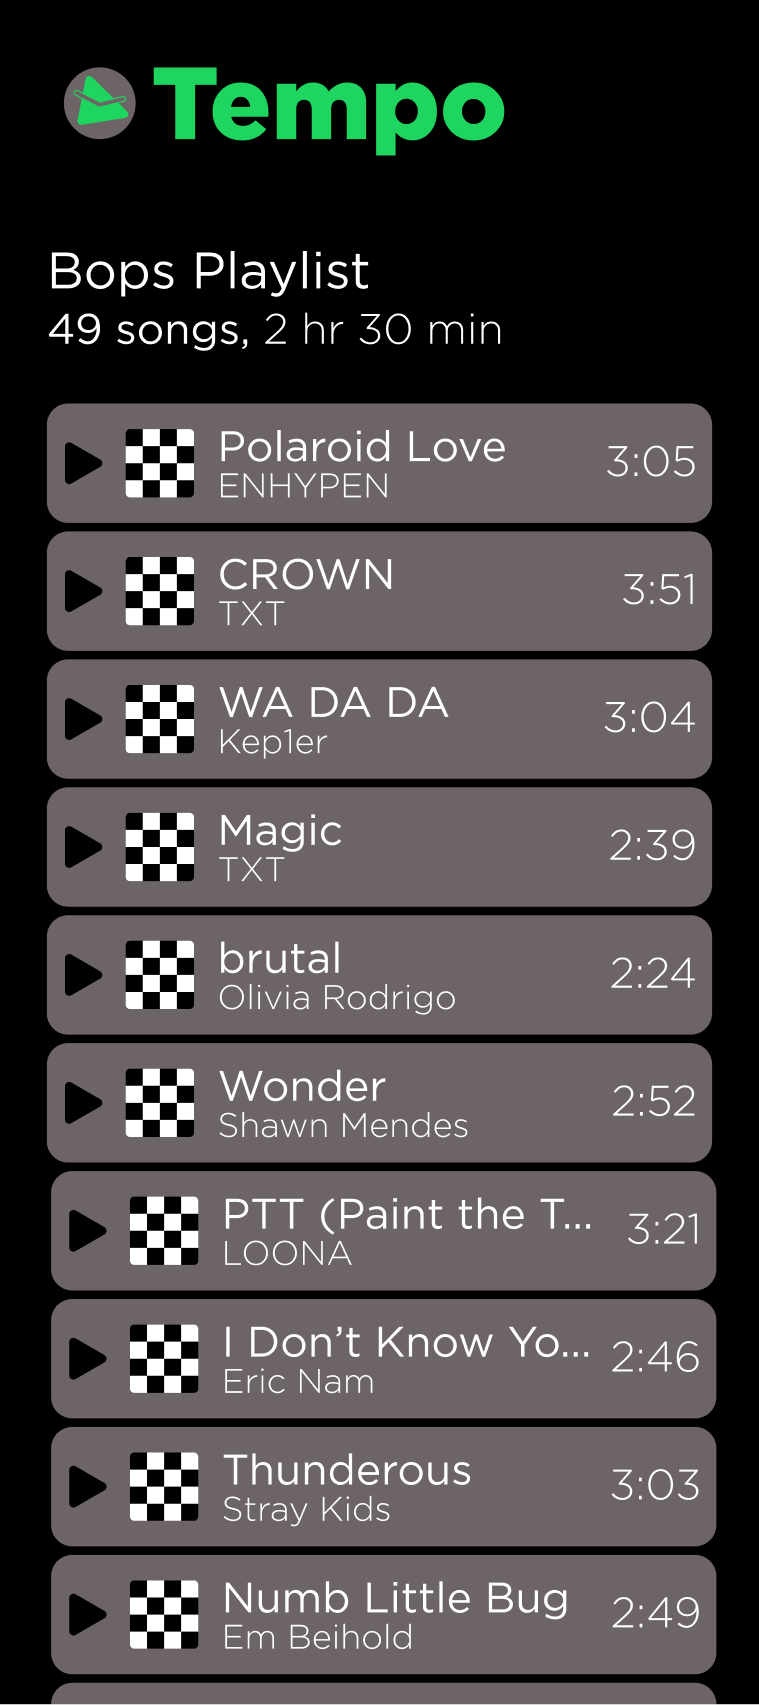 Tempo
Bops Playlist
49 songs, 2 hr 30 min
Polaroid Love
ENHYPEN
3:05
CROWN
TXT
3:51
WA DA DA
Kep1er
3:04
Magic
TXT
2:39
brutal
Olivia Rodrigo
2:24
Wonder
Shawn Mendes
2:52
PTT (Paint the T...
LOONA
3:21
I Don’t Know Yo...
Eric Nam
2:46
Thunderous
Stray Kids
3:03
Numb Little Bug
Em Beihold
2:49